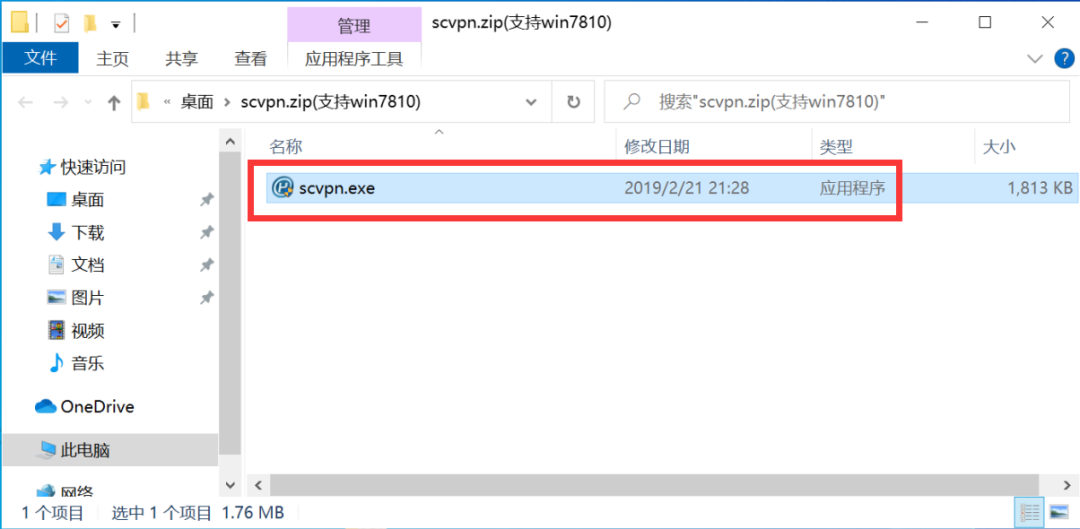 管理
scvpn.zip(支持win7810)
文件
主页
共享
查看
应用程序工具
?
« 桌面 › scvpn.zip(支持win7810)
搜索"scvpn.zip(支持win7810)"
名称
修改日期
类型
大小
scvpn.exe
2019/2/21 21:28
应用程序
1,813 KB
快速访问
桌面
下载
文档
图片
视频
音乐
OneDrive
此电脑
网络
1 个项目
选中 1 个项目 1.76 MB